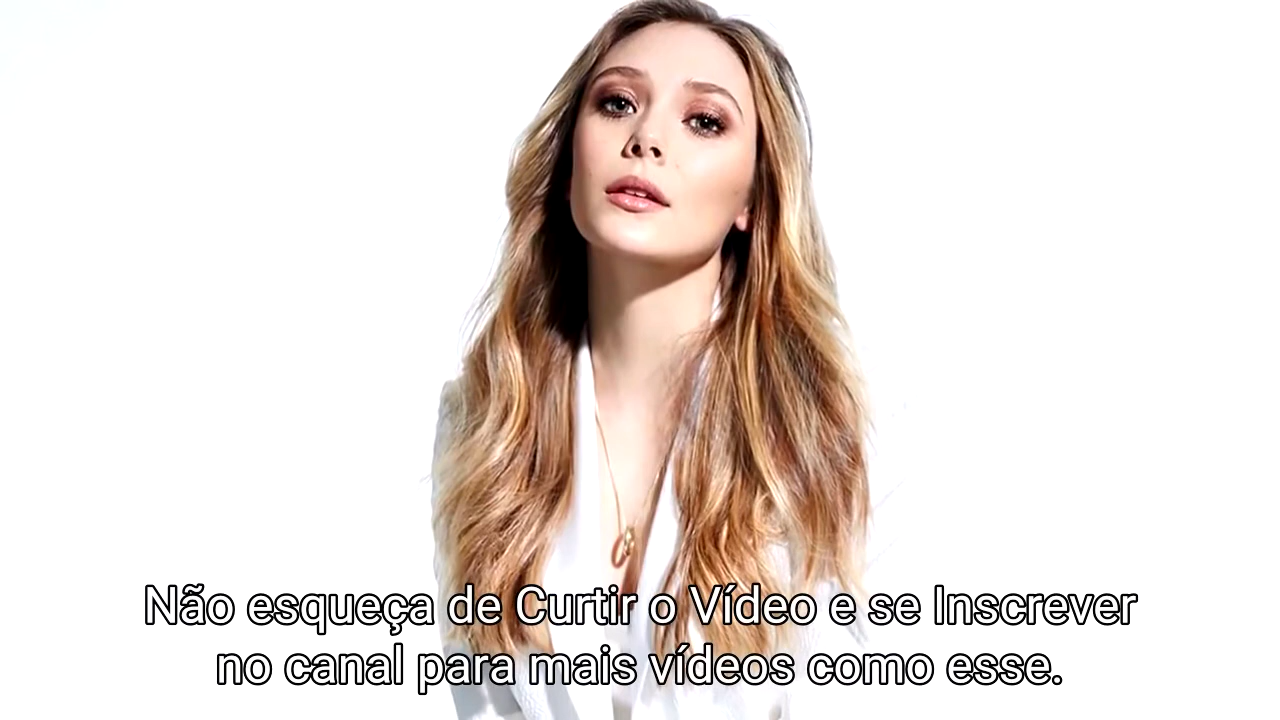 Não esqueça de Curtir o Vídeo e se Inscrever
no canal para mais vídeos como esse.